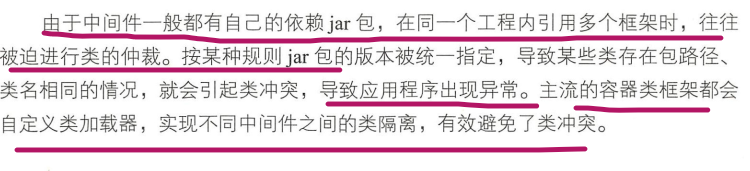 由于中间件一般都有自己的依赖 jar 包，在同一个工程内引用多个框架时，往往
被迫进行类的仲裁。按某种规则 jar 包的版本被统一指定，导致某些类存在包路径、
类名相同的情况，就会引起类冲突，导致应用程序出现异常。主流的容器类框架都会
自定义类加载器，实现不同中间件之间的类隔离，有效避免了类冲突。